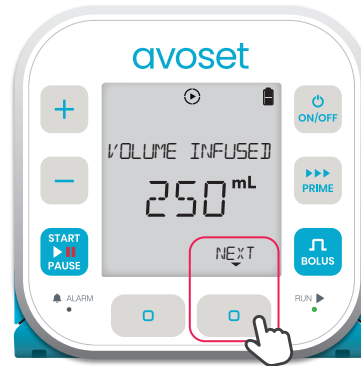 avoset
+
ON/OFF
VOLUME INFUSED
−
250 mL
PRIME
START
PAUSE
NEXT
BOLUS
ALARM
RUN